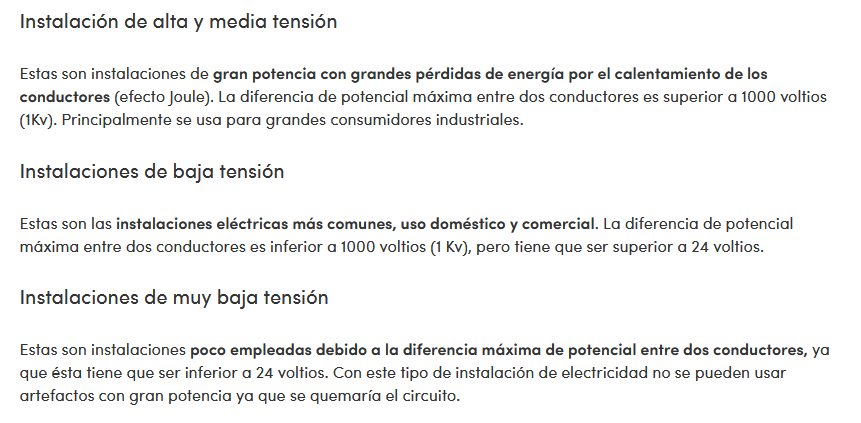 Instalación de alta y media tensión
Estas son instalaciones de gran potencia con grandes pérdidas de energía por el calentamiento de los
conductores (efecto Joule). La diferencia de potencial máxima entre dos conductores es superior a 1000 voltios
(1Kv). Principalmente se usa para grandes consumidores industriales.
Instalaciones de baja tensión
Estas son las instalaciones eléctricas más comunes, uso doméstico y comercial. La diferencia de potencial
máxima entre dos conductores es inferior a 1000 voltios (1 Kv), pero tiene que ser superior a 24 voltios.
Instalaciones de muy baja tensión
Estas son instalaciones poco empleadas debido a la diferencia máxima de potencial entre dos conductores, ya
que ésta tiene que ser inferior a 24 voltios. Con este tipo de instalación de electricidad no se pueden usar
artefactos con gran potencia ya que se quemaría el circuito.